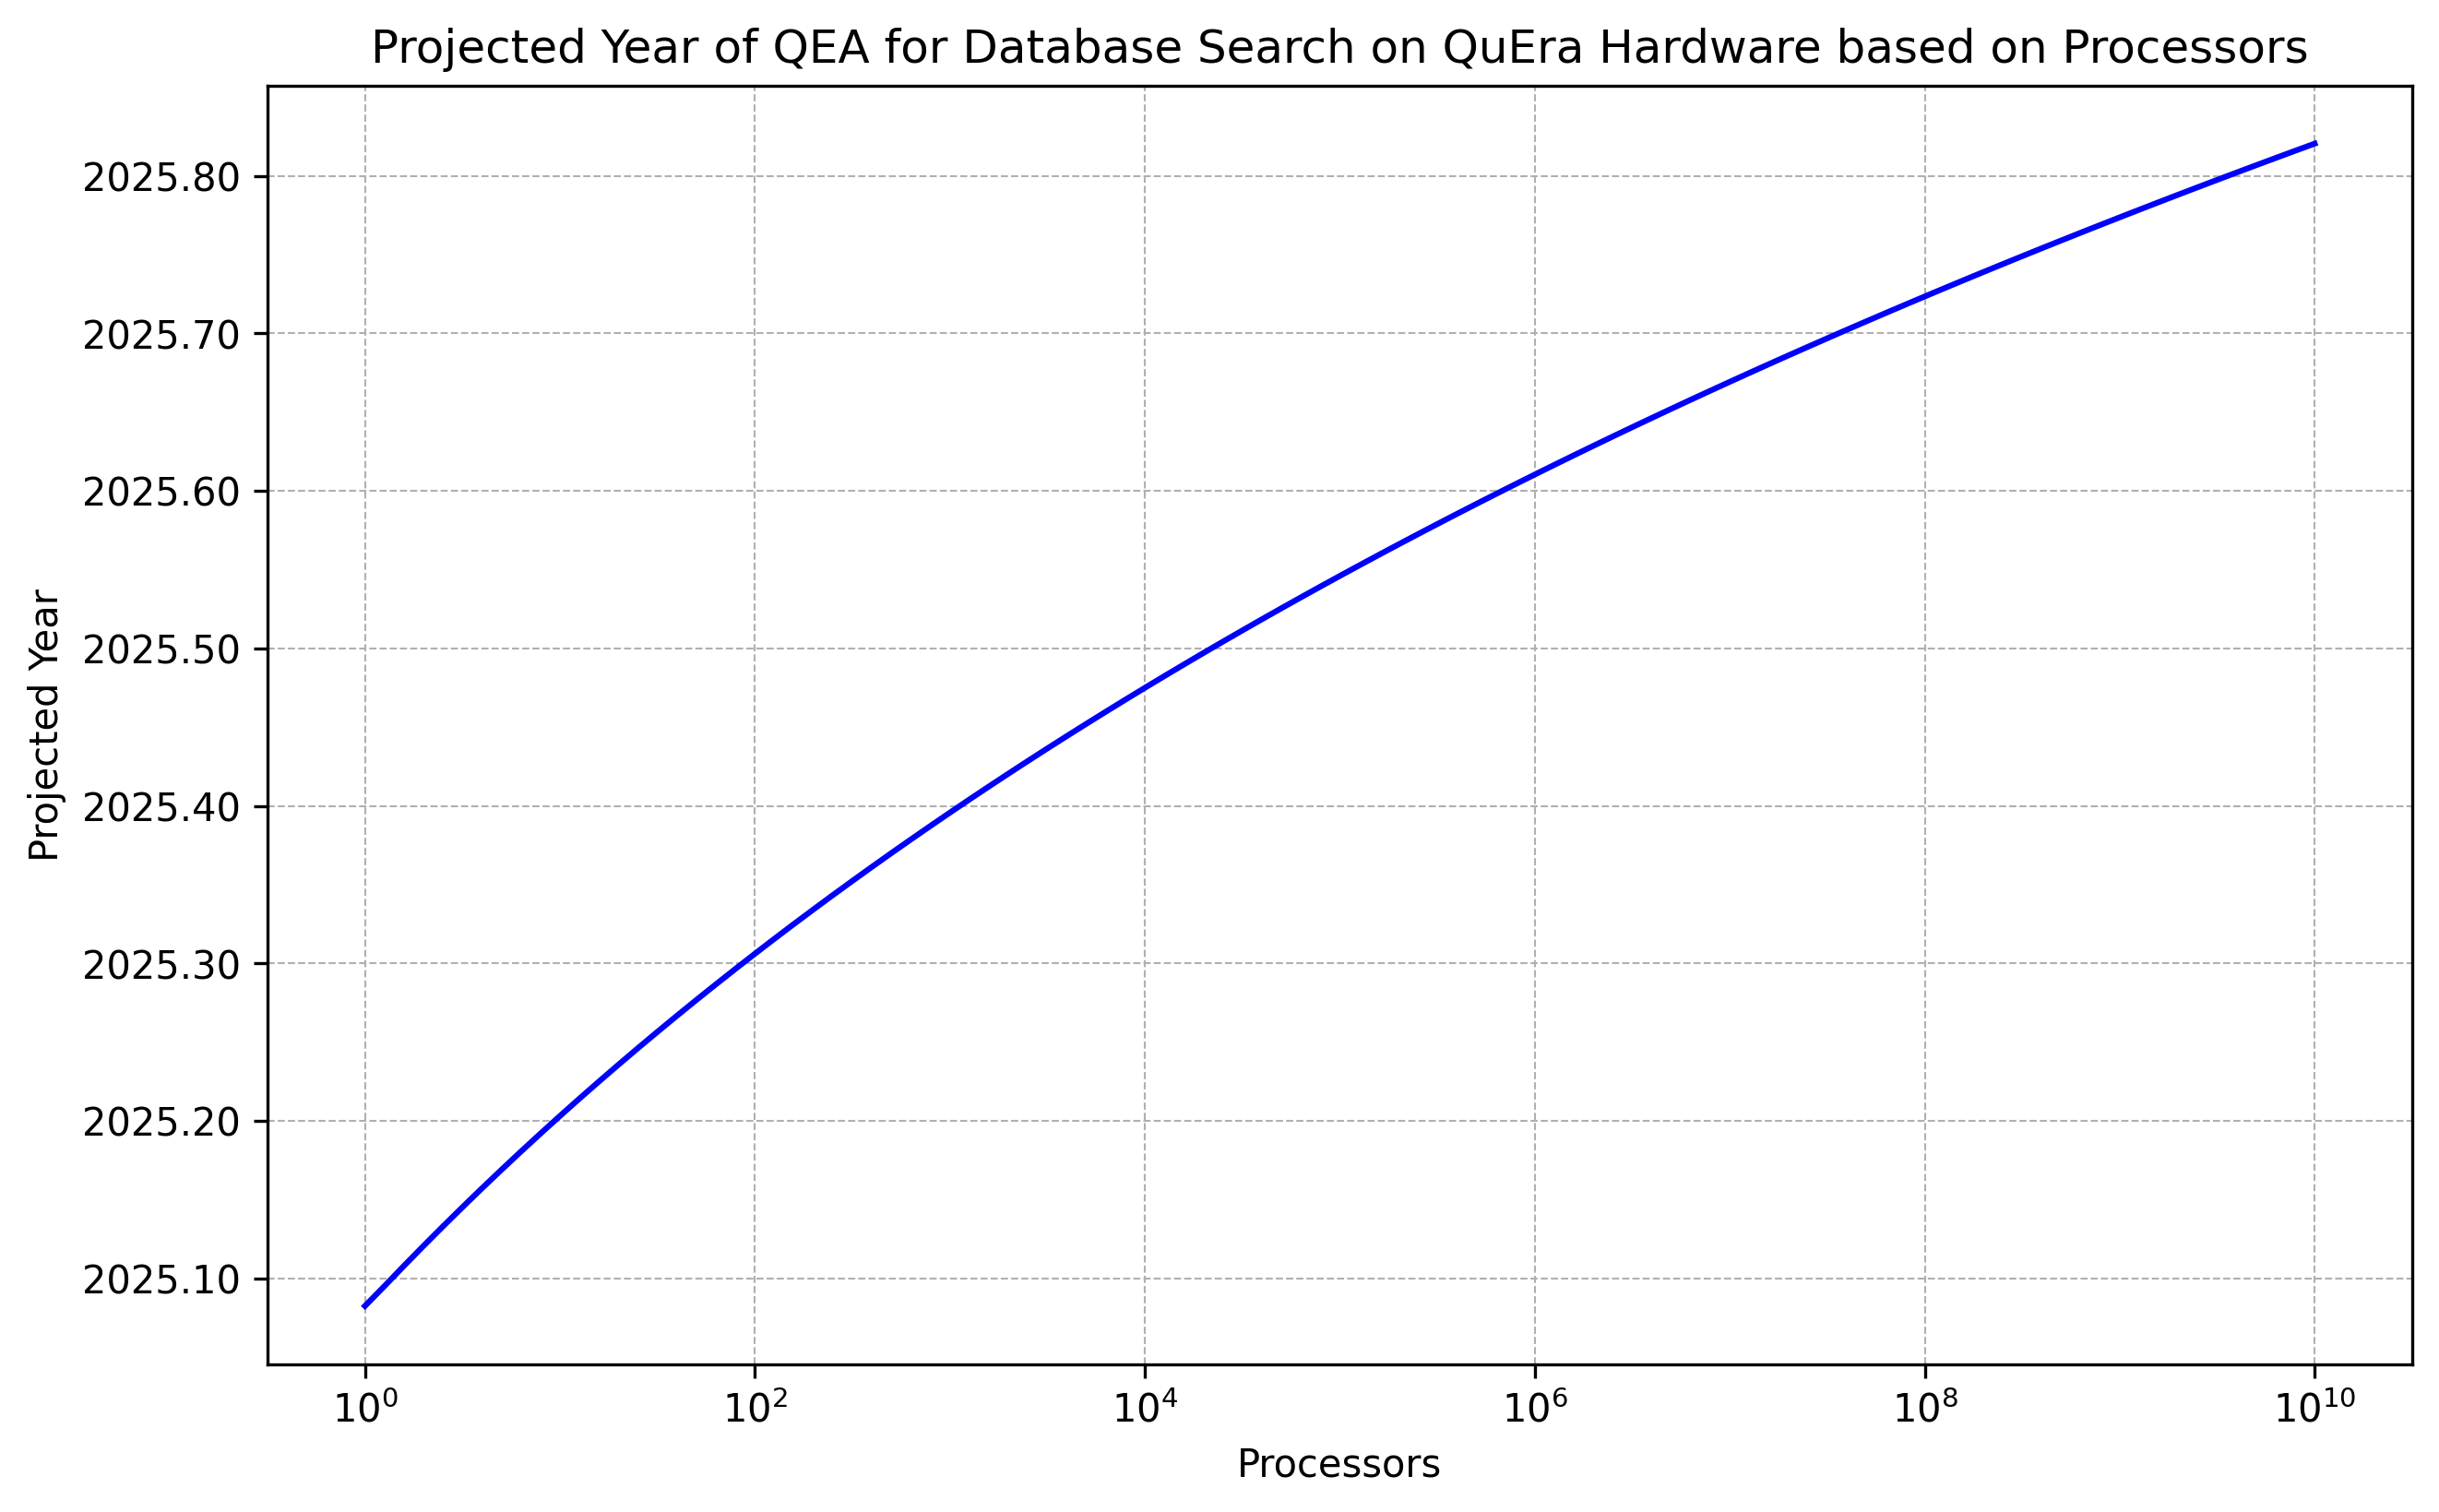 Projected Year of QEA for Database Search on QuEra Hardware based on Processors
Projected Year
2025.80
2025.70
2025.60
2025.50
2025.40
2025.30
2025.20
2025.10
10⁰ 10² 10⁴ 10⁶ 10⁸ 10¹⁰
Processors